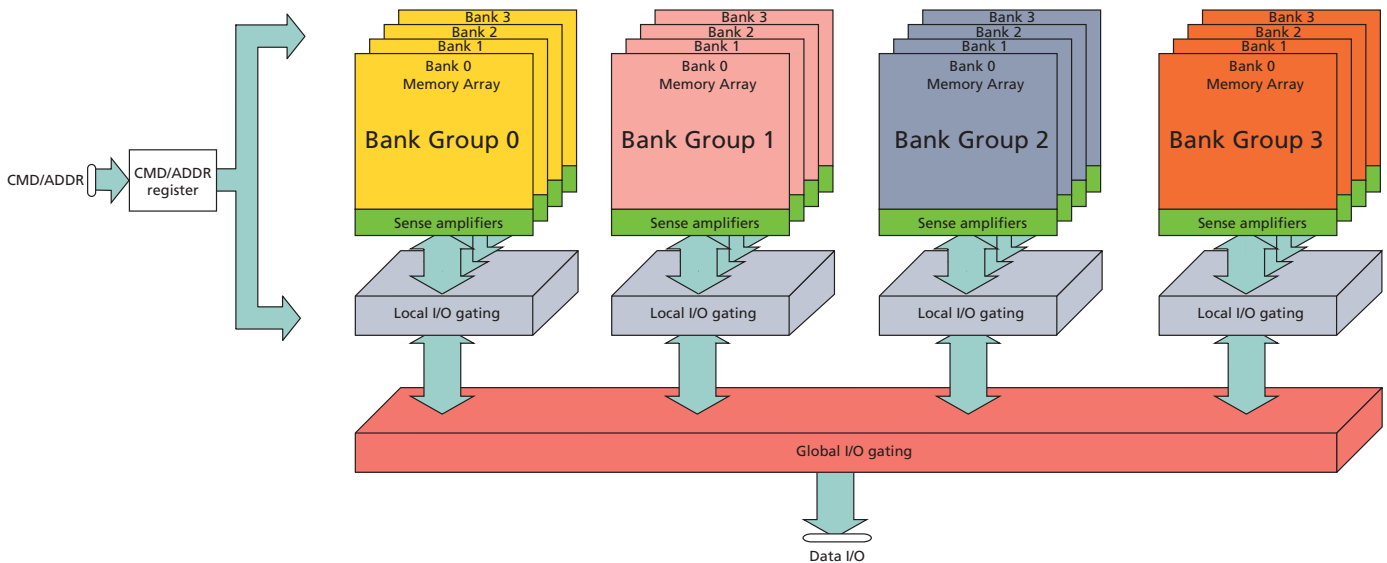 CMD/ADDR
CMD/ADDR
register
Bank 3
Bank 2
Bank 1
Bank 0
Memory Array
Bank Group 0
Sense amplifiers
Local I/O gating
Bank 3
Bank 2
Bank 1
Bank 0
Memory Array
Bank Group 1
Sense amplifiers
Local I/O gating
Bank 3
Bank 2
Bank 1
Bank 0
Memory Array
Bank Group 2
Sense amplifiers
Local I/O gating
Bank 3
Bank 2
Bank 1
Bank 0
Memory Array
Bank Group 3
Sense amplifiers
Local I/O gating
Global I/O gating
Data I/O